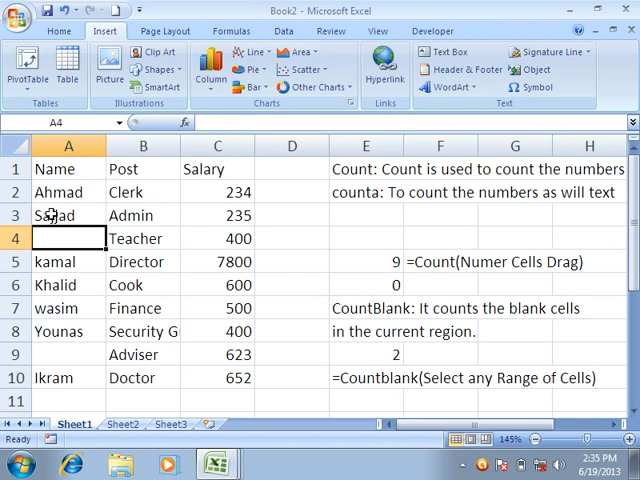 Book2 - Microsoft Excel
Home Insert Page Layout Formulas Data Review View Developer
PivotTable Table Picture Clip Art Shapes SmartArt Column Line Pie Bar Area Scatter Other Charts Hyperlink Text Box Header & Footer WordArt Signature Line Object Symbol
Tables Illustrations Charts Links Text
A4 fx
A B C D E F G H
1 Name Post Salary Count: Count is used to count the numbers
2 Ahmad Clerk 234 counta: To count the numbers as will text
3 Sajjad Admin 235
4 Teacher 400
5 kamal Director 7800 9 =Count(Numer Cells Drag)
6 Khalid Cook 600 0
7 wasim Finance 500 CountBlank: It counts the blank cells
8 Younas Security Gu 400 in the current region.
9 Adviser 623 2
10 Ikram Doctor 652 =Countblank(Select any Range of Cells)
11
Sheet1 Sheet2 Sheet3
Ready 145%
2:35 PM
6/19/2013